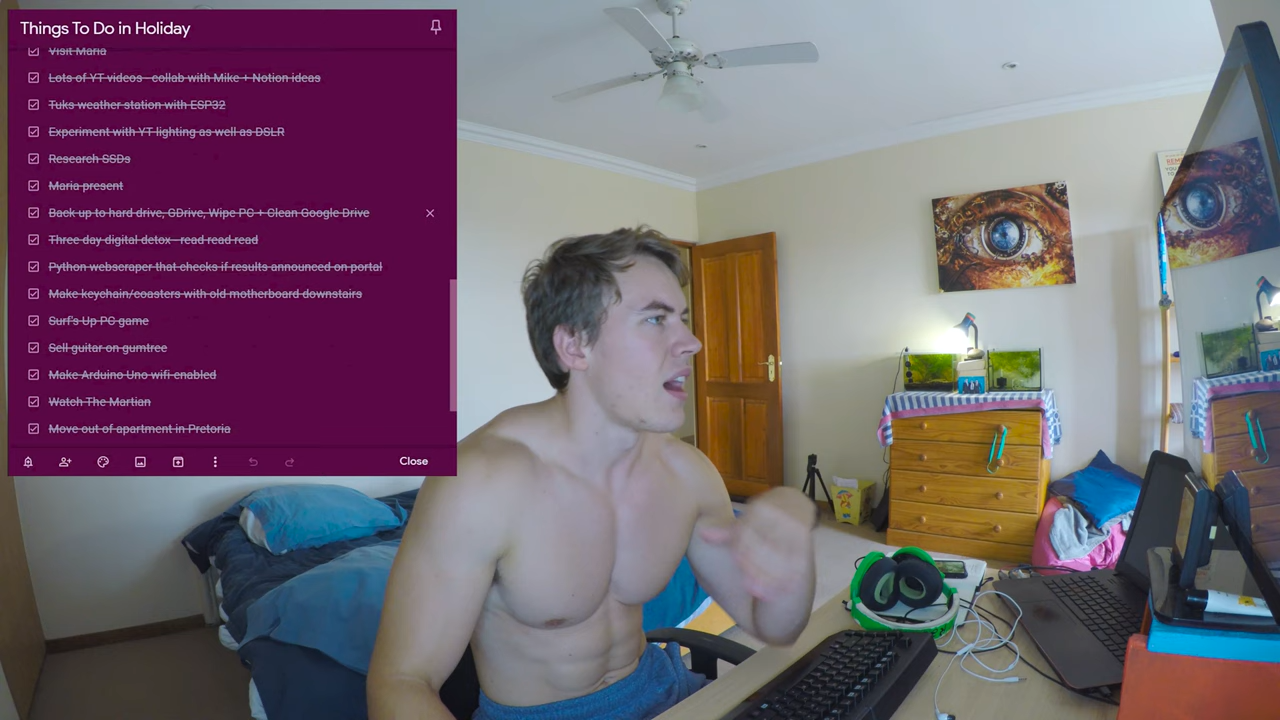 Things To Do in Holiday
Visit Maria
Lots of YT videos - collab with Mike + Notion ideas
Tuks weather station with ESP32
Experiment with YT lighting as well as DSLR
Research SSDs
Maria present
Back up to hard drive, GDrive, Wipe PC + Clean Google Drive
Three day digital detox - read read read
Python webscraper that checks if results announced on portal
Make keychain/coasters with old motherboard downstairs
Surf's Up PC game
Sell guitar on gumtree
Make Arduino Uno wifi enabled
Watch The Martian
Move out of apartment in Pretoria
Close